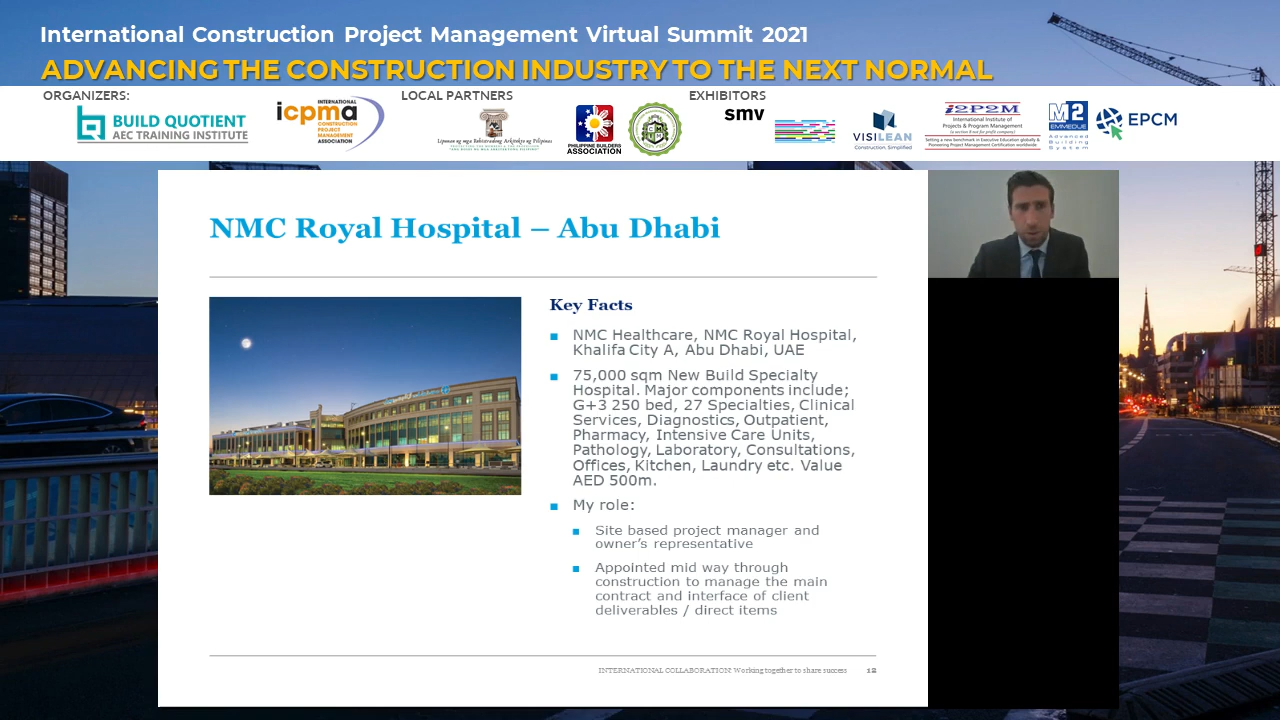 International Construction Project Management Virtual Summit 2021
ADVANCING THE CONSTRUCTION INDUSTRY TO THE NEXT NORMAL
ORGANIZERS:
LOCAL PARTNERS
EXHIBITORS
BUILD QUOTIENT
AEC TRAINING INSTITUTE
icpma
INTERNATIONAL
CONSTRUCTION
PROJECT
MANAGEMENT
ASSOCIATION
PHILIPPINE BUILDERS
ASSOCIATION
smv
VISILEAN
Construction. Simplified
I2P2M
International Institute of
Projects & Program Management
M2
EMMEDUE
Advanced
Building
System
EPCM
NMC Royal Hospital – Abu Dhabi
Key Facts
NMC Healthcare, NMC Royal Hospital,
Khalifa City A, Abu Dhabi, UAE
75,000 sqm New Build Specialty
Hospital. Major components include;
G+3 250 bed, 27 Specialties, Clinical
Services, Diagnostics, Outpatient,
Pharmacy, Intensive Care Units,
Pathology, Laboratory, Consultations,
Offices, Kitchen, Laundry etc. Value
AED 500m.
My role:
Site based project manager and
owner's representative
Appointed mid way through
construction to manage the main
contract and interface of client
deliverables / direct items
INTERNATIONAL COLLABORATION: Working together to share success
12